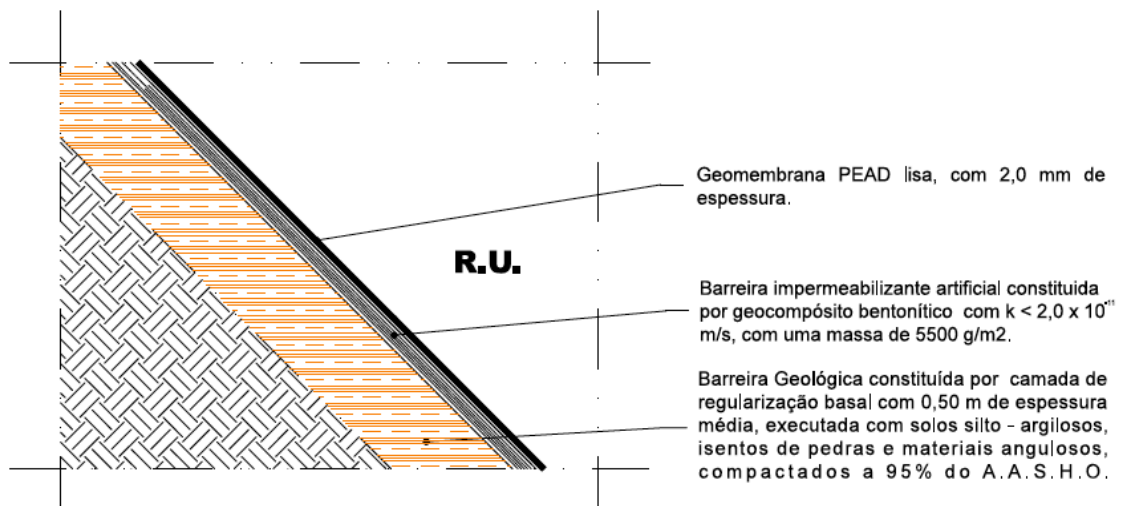 Geomembrana PEAD lisa, com 2,0 mm de
espessura.
R.U.
Barreira impermeabilizante artificial constituida
por geocompósito bentonítico com k < 2,0 x 10⁻¹¹
m/s, com uma massa de 5500 g/m2.
Barreira Geológica constituída por camada de
regularização basal com 0,50 m de espessura
média, executada com solos silto - argilosos,
isentos de pedras e materiais angulosos,
compactados a 95% do A.A.S.H.O.